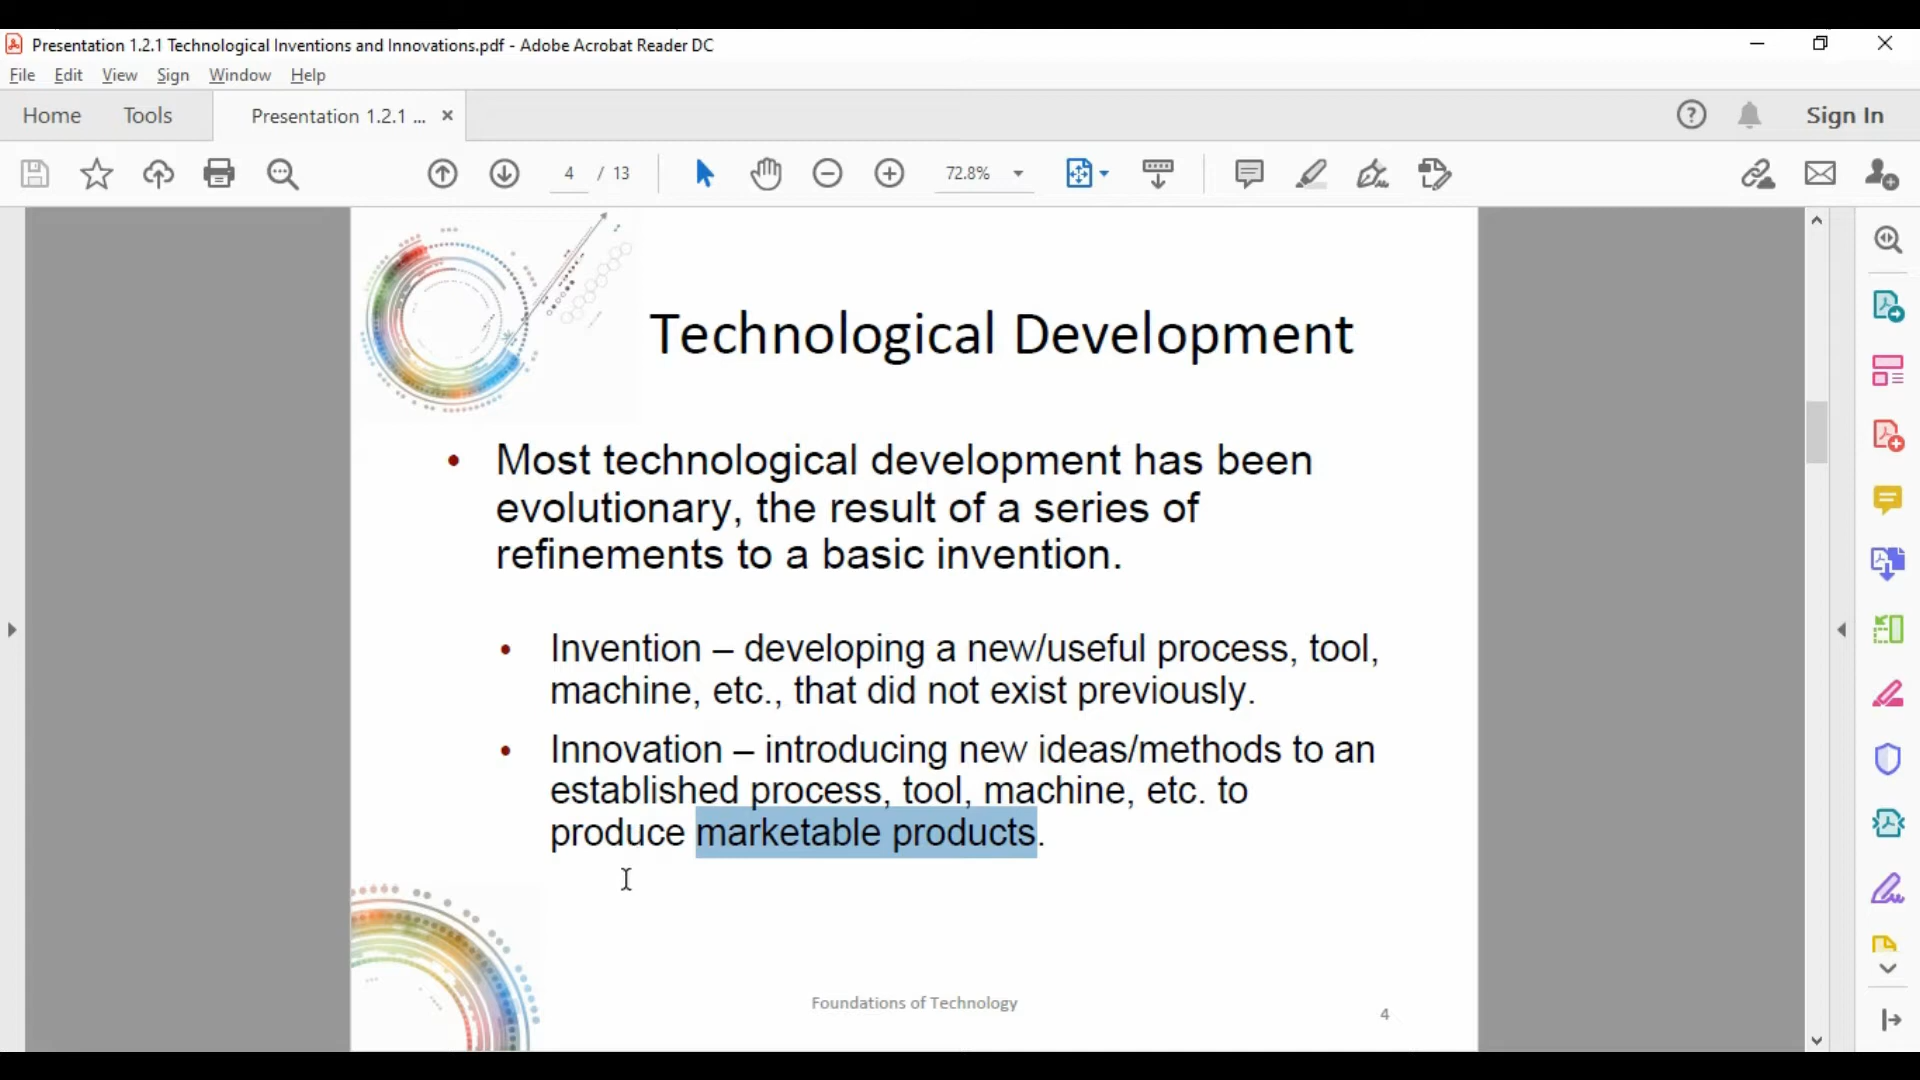 Presentation 1.2.1 Technological Inventions and Innovations.pdf - Adobe Acrobat Reader DC
File Edit View Sign Window Help
Home Tools Presentation 1.2.1 ... × Sign In
4 / 13 72.8%
Technological Development
• Most technological development has been
evolutionary, the result of a series of
refinements to a basic invention.
• Invention – developing a new/useful process, tool,
machine, etc., that did not exist previously.
• Innovation – introducing new ideas/methods to an
established process, tool, machine, etc. to
produce marketable products.
Foundations of Technology
4